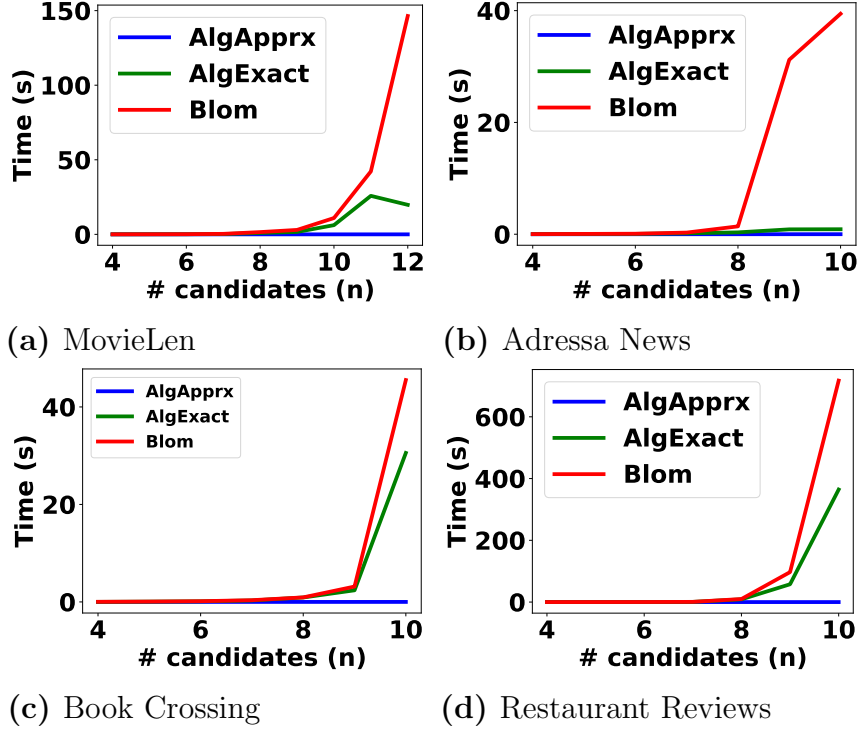 150
100
50
0
Time (s)
AlgApprx
AlgExact
Blom
4 6 8 10 12
# candidates (n)
(a) MovieLen
40
20
0
Time (s)
AlgApprx
AlgExact
Blom
4 6 8 10
# candidates (n)
(b) Adressa News
40
20
0
Time (s)
AlgApprx
AlgExact
Blom
4 6 8 10
# candidates (n)
(c) Book Crossing
600
400
200
0
Time (s)
AlgApprx
AlgExact
Blom
4 6 8 10
# candidates (n)
(d) Restaurant Reviews